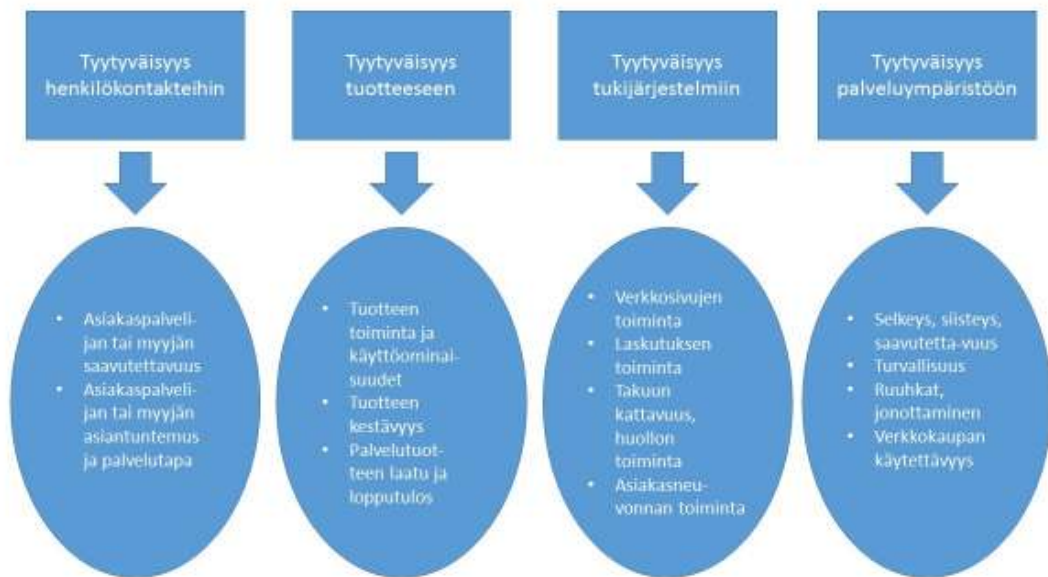 Tyytyväisyys
henkilökontakteihin
Tyytyväisyys
tuotteeseen
Tyytyväisyys
tukijärjestelmiin
Tyytyväisyys
palveluympäristöön
• Asiakaspalveli-
jan tai myyjän
saavutettavuus
• Asiakaspalveli-
jan tai myyjän
asiantuntemus
ja palvelutapa
• Tuotteen
toiminta ja
käyttöominai-
suudet
• Tuotteen
kestävyys
• Palvelutuot-
teen laatu ja
lopputulos
• Verkkosivujen
toiminta
• Laskutuksen
toiminta
• Takuun
kattavuus,
huollon
toiminta
• Asiakasneu-
vonnan toiminta
• Selkeys, siisteys,
saavutetta-vuus
• Turvallisuus
• Ruuhkat,
jonottaminen
• Verkkokaupan
käytettävyys